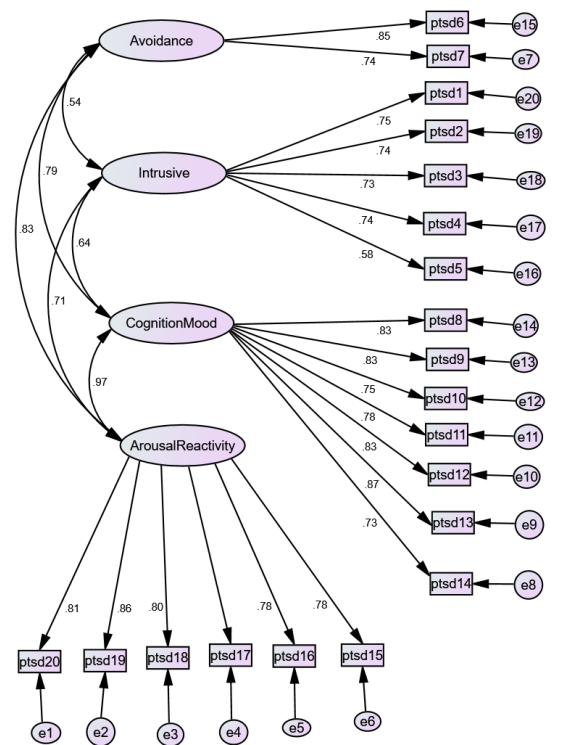 ptsd6
e15
Avoidance
.85
ptsd7
e7
.74
ptsd1
e20
.54
.75
ptsd2
e19
.74
.79
Intrusive
ptsd3
e18
.73
.83
.74
ptsd4
e17
.64
.58
ptsd5
e16
.71
CognitionMood
ptsd8
e14
.83
ptsd9
e13
.83
.97
.75
ptsd10
e12
.78
ptsd11
e11
ArousalReactivity
.83
ptsd12
e10
.87
ptsd13
e9
.73
ptsd14
e8
.81
.86
.80
.78
.78
ptsd20
ptsd19
ptsd18
ptsd17
ptsd16
ptsd15
e1
e2
e3
e4
e5
e6